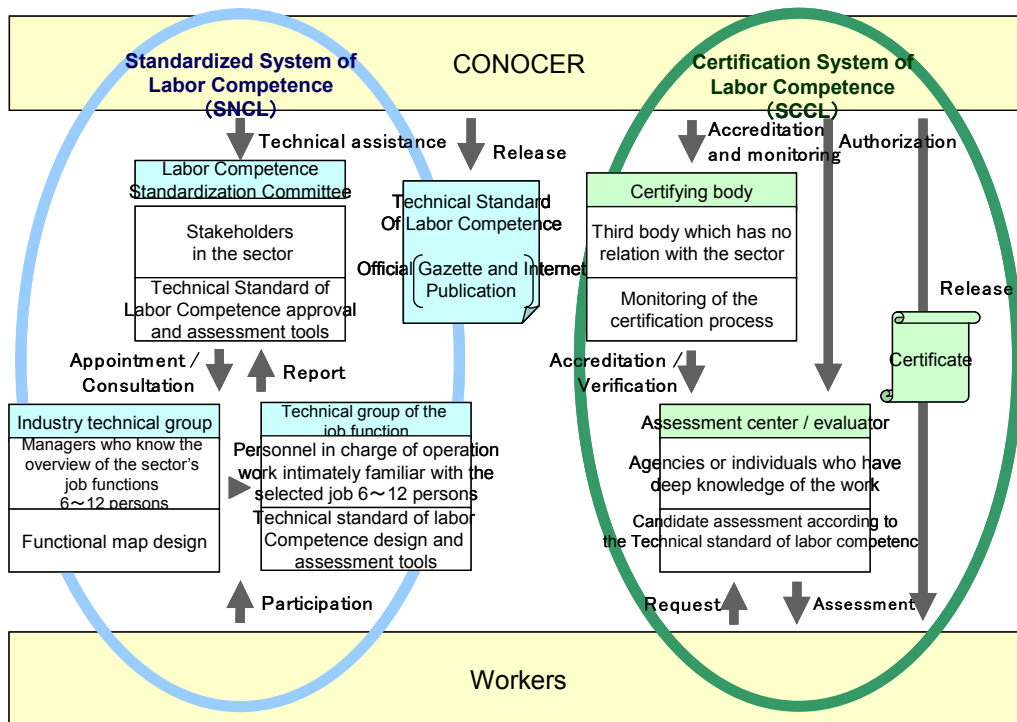 CONOCER
Standardized System of
Labor Competence
(SNCL)
Certification System of
Labor Competence
(SCCL)
Technical assistance
Release
Accreditation
and monitoring
Authorization
Labor Competence
Standardization Committee
Stakeholders
in the sector
Technical Standard of
Labor Competence approval
and assessment tools
Technical Standard
Of Labor Competence
Official Gazette and Internet
Publication
Certifying body
Third body which has no
relation with the sector
Monitoring of the
certification process
Release
Certificate
Appointment /
Consultation
Report
Accreditation /
Verification
Industry technical group
Managers who know the
overview of the sector's
job functions
6~12 persons
Functional map design
Technical group of the
job function
Personnel in charge of operation
work intimately familiar with the
selected job 6~12 persons
Technical standard of labor
Competence design and
assessment tools
Assessment center / evaluator
Agencies or individuals who have
deep knowledge of the work
Candidate assessment according to
the Technical standard of labor competenc
Participation
Request
Assessment
Workers